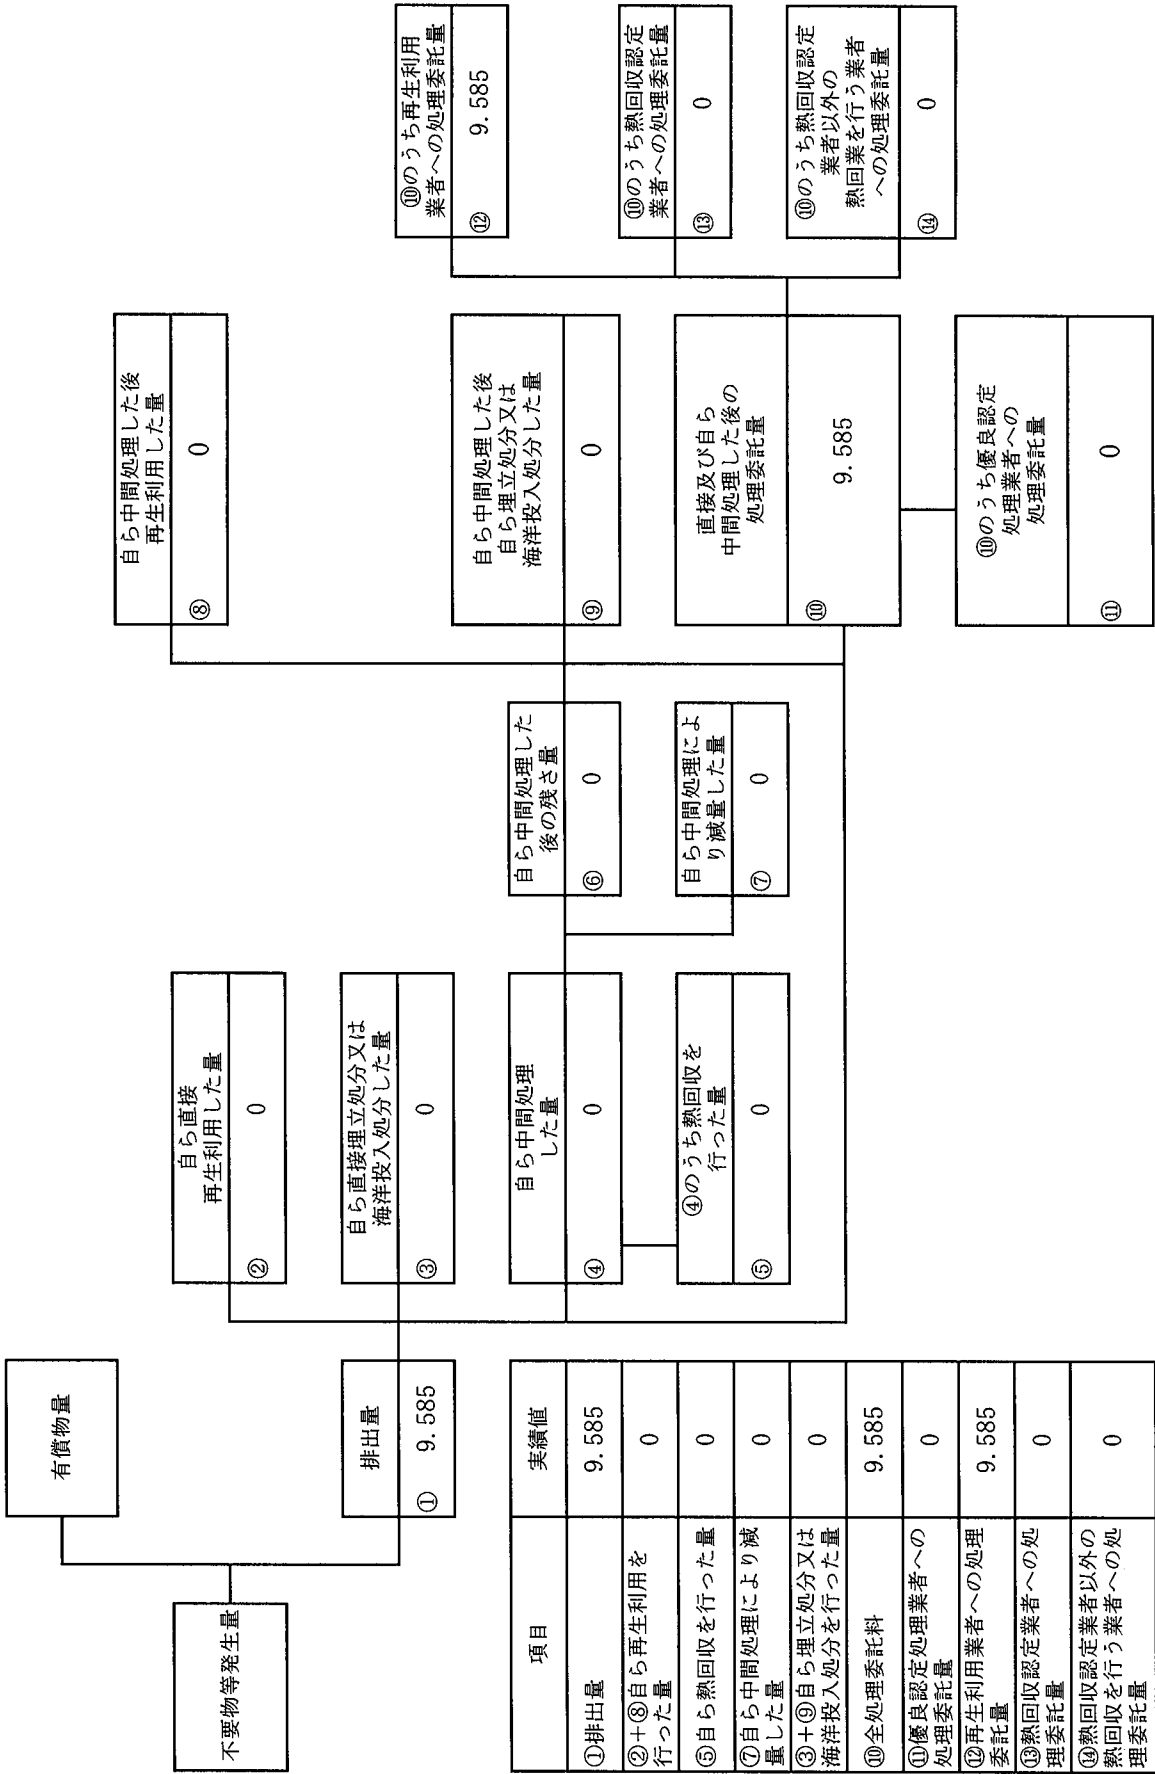 不要物等発生量
有償物量
排出量
① 9.585
自ら直接
再生利用した量
② 0
自ら直接埋立処分又は
海洋投入処分した量
③ 0
自ら中間処理
した量
④ 0
④のうち熱回収を
行った量
⑤ 0
自ら中間処理した
後の残さ量
⑥ 0
自ら中間処理によ
り減量した量
⑦ 0
自ら中間処理した後
再生利用した量
⑧ 0
自ら中間処理した後
自ら埋立処分又は
海洋投入処分した量
⑨ 0
直接及び自ら
中間処理した後の
処理委託量
⑩ 9.585
⑩のうち優良認定
処理業者への
処理委託量
⑪ 0
⑩のうち再生利用
業者への処理委託量
⑫ 9.585
⑩のうち熱回収認定
業者への処理委託量
⑬ 0
⑩のうち熱回収認定
業者以外の
熱回業を行う業者
への処理委託量
⑭ 0
項目 実績値
①排出量 9.585
②+⑧自ら再生利用を
行った量 0
⑤自ら熱回収を行った量 0
⑦自ら中間処理により減
量した量 0
③+⑨自ら埋立処分又は
海洋投入処分を行った量 0
⑩全処理委託料 9.585
⑪優良認定処理業者への
処理委託量 0
⑫再生利用業者への処理
委託量 9.585
⑬熱回収認定業者への処
理委託量 0
⑭熱回収認定業者以外の
熱回収を行う業者への処
理委託量 0